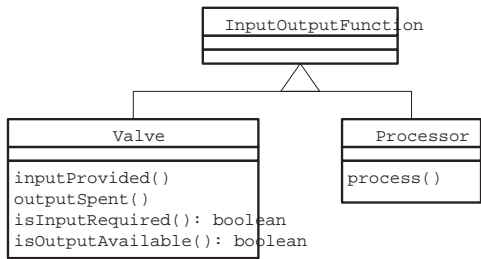 InputOutputFunction
Valve
inputProvided()
outputSpent()
isInputRequired(): boolean
isOutputAvailable(): boolean
Processor
process()